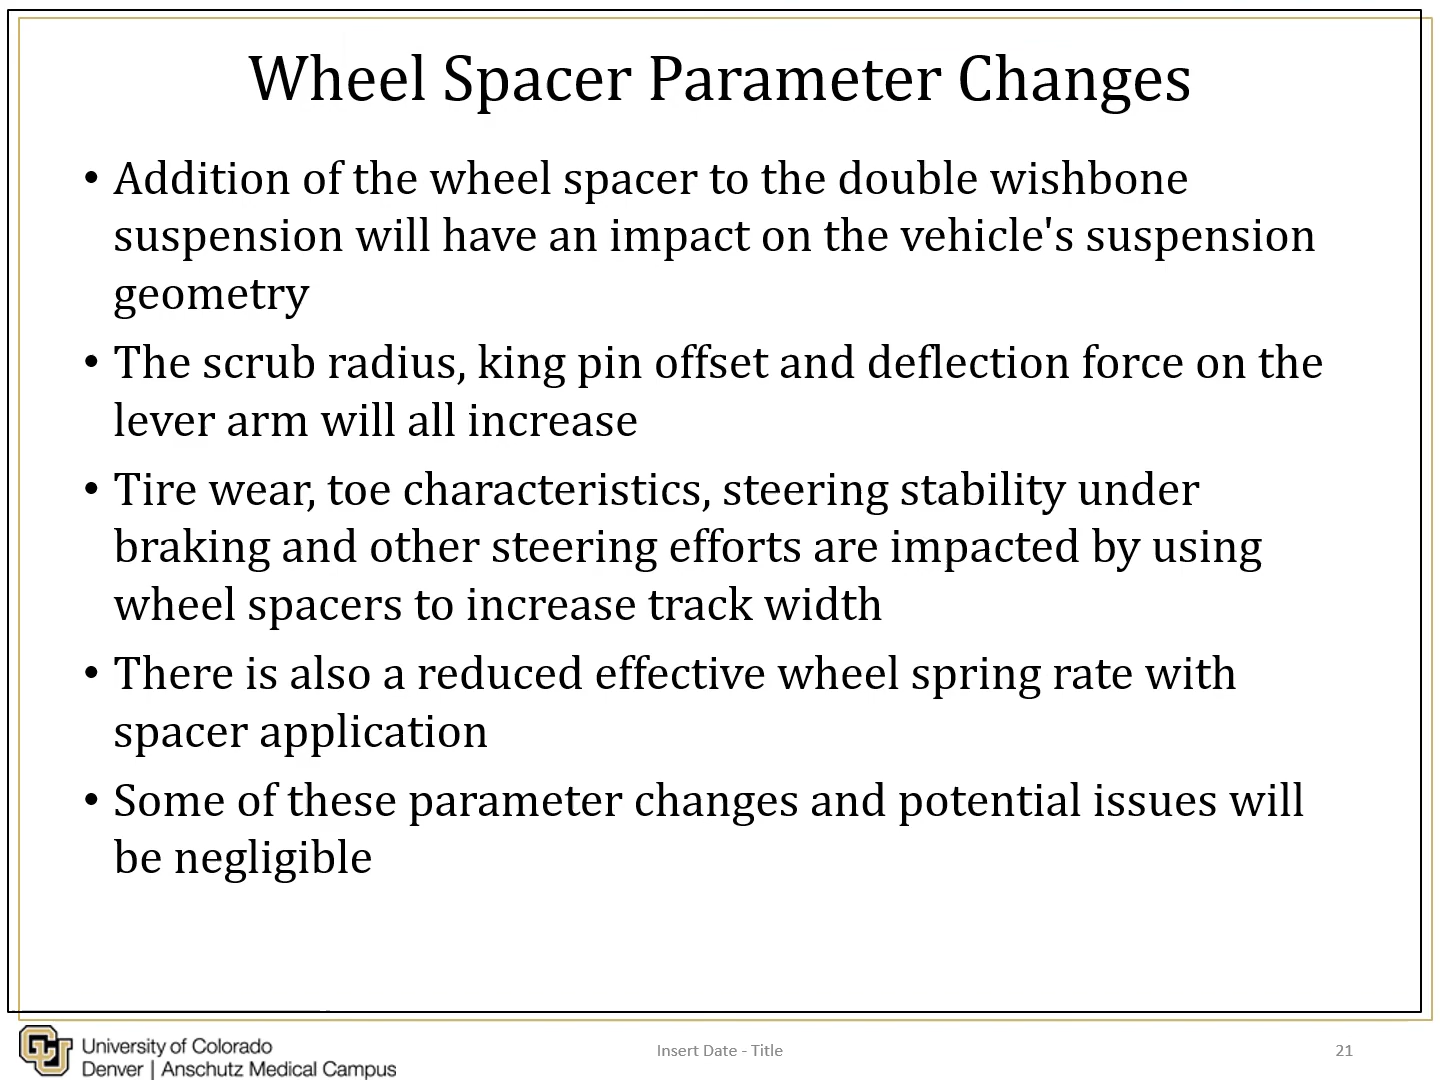 Wheel Spacer Parameter Changes
• Addition of the wheel spacer to the double wishbone
suspension will have an impact on the vehicle's suspension
geometry
• The scrub radius, king pin offset and deflection force on the
lever arm will all increase
• Tire wear, toe characteristics, steering stability under
braking and other steering efforts are impacted by using
wheel spacers to increase track width
• There is also a reduced effective wheel spring rate with
spacer application
• Some of these parameter changes and potential issues will
be negligible
University of Colorado
Denver | Anschutz Medical Campus
Insert Date - Title
21